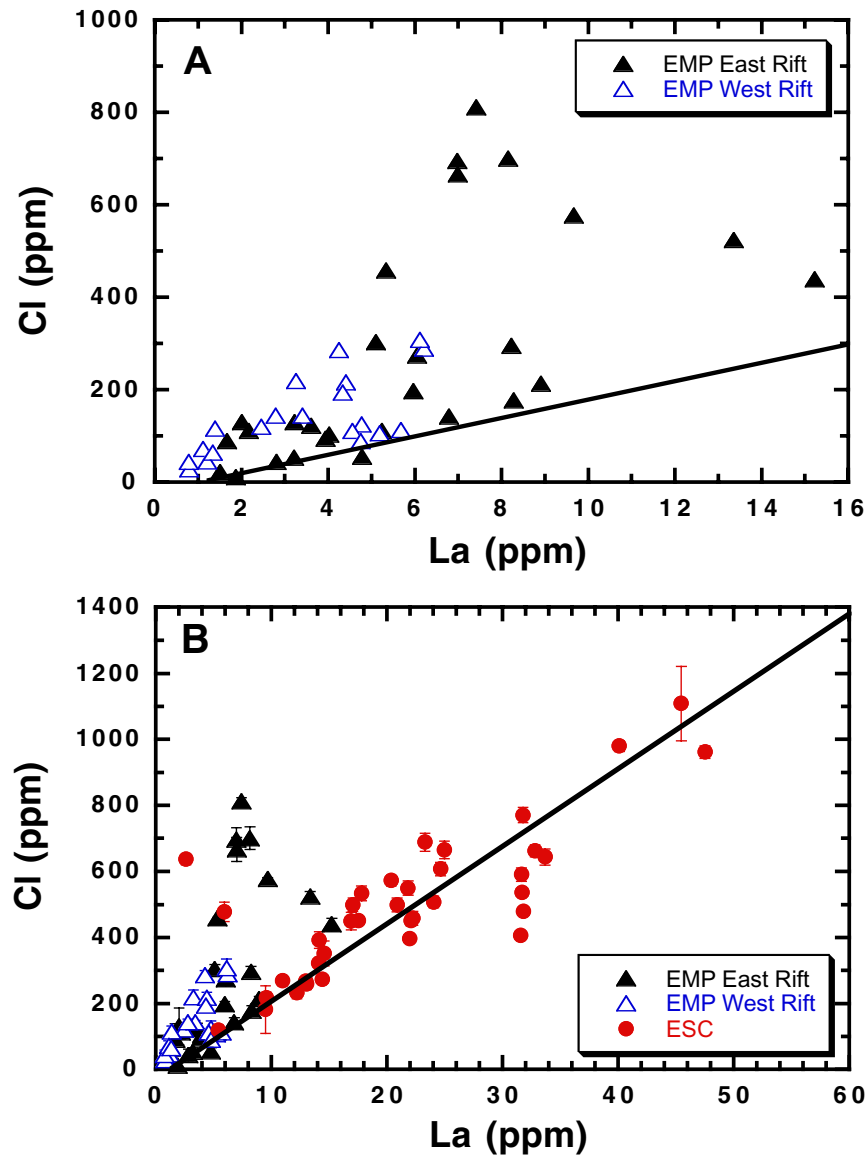 A
EMP East Rift
EMP West Rift
1000
800
600
400
200
0
Cl (ppm)
0 2 4 6 8 10 12 14 16
La (ppm)
B
1400
1200
1000
800
600
400
200
0
Cl (ppm)
EMP East Rift
EMP West Rift
ESC
0 10 20 30 40 50 60
La (ppm)